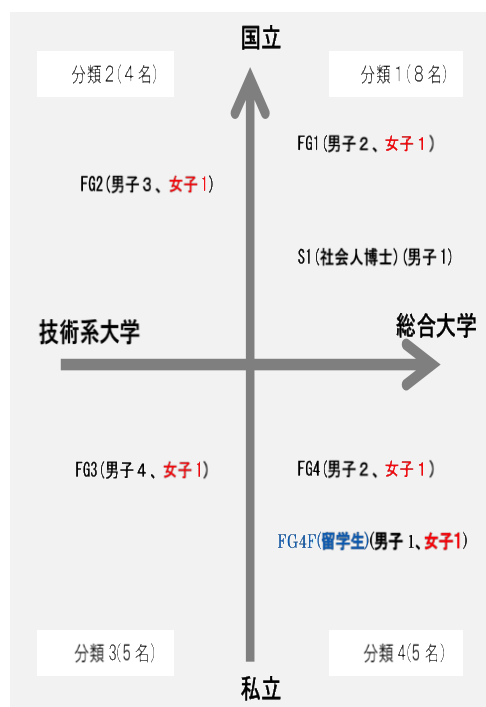 国立
分類2(4名)
分類1(8名)
FG1(男子2、女子1)
FG2(男子3、女子1)
S1(社会人博士)(男子1)
技術系大学
総合大学
FG3(男子4、女子1)
FG4(男子2、女子1)
FG4F(留学生)(男子1、女子1)
分類3(5名)
分類4(5名)
私立